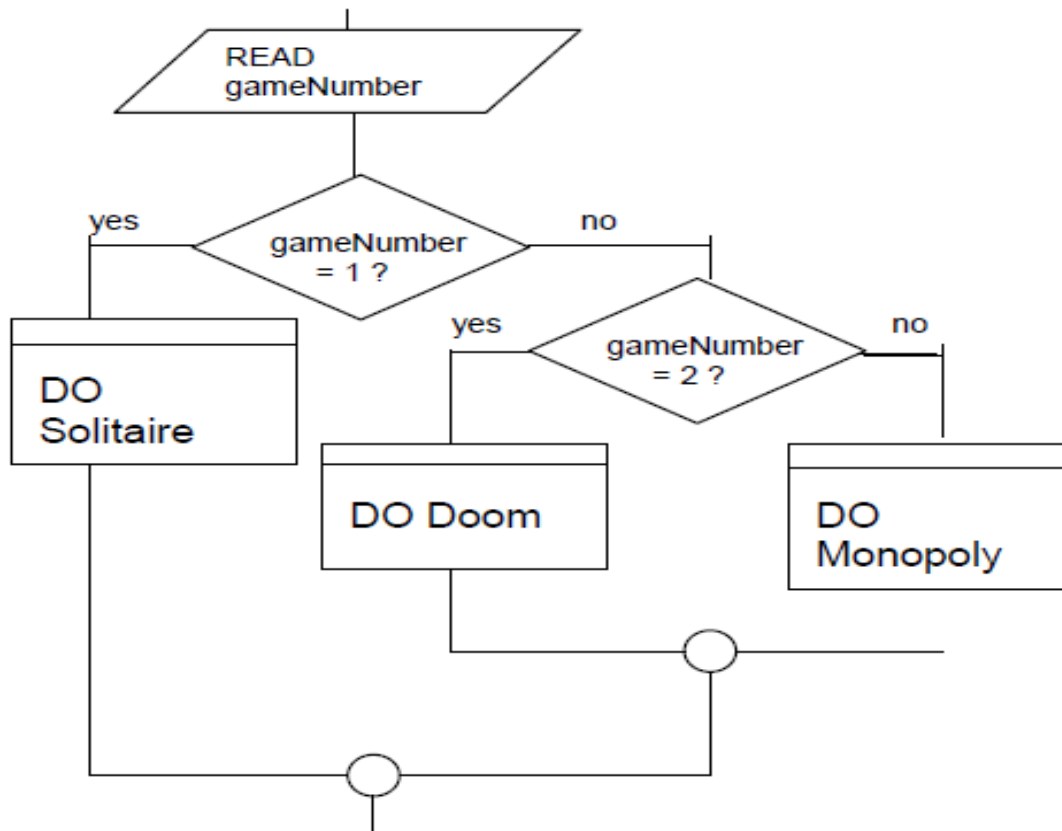 READ
gameNumber
yes
no
gameNumber
= 1 ?
yes
no
gameNumber
= 2 ?
DO
Solitaire
DO Doom
DO
Monopoly